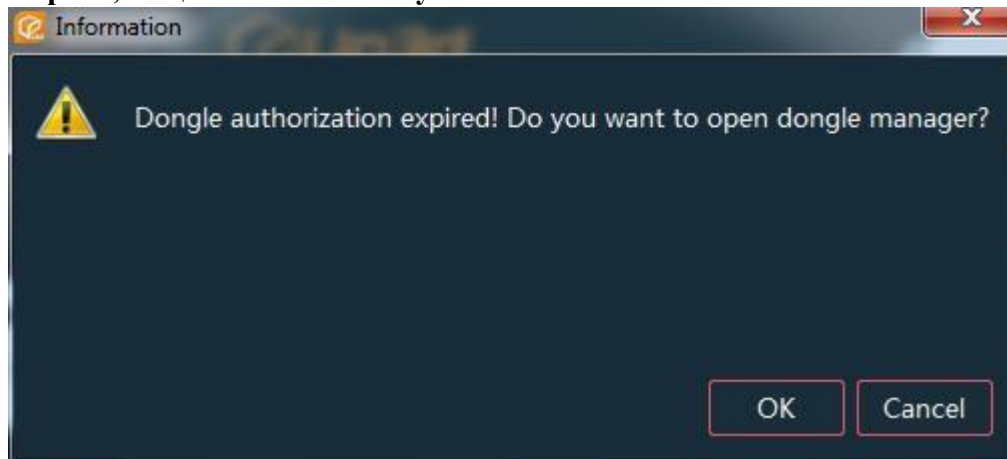 Information
Dongle authorization expired! Do you want to open dongle manager?
OK
Cancel